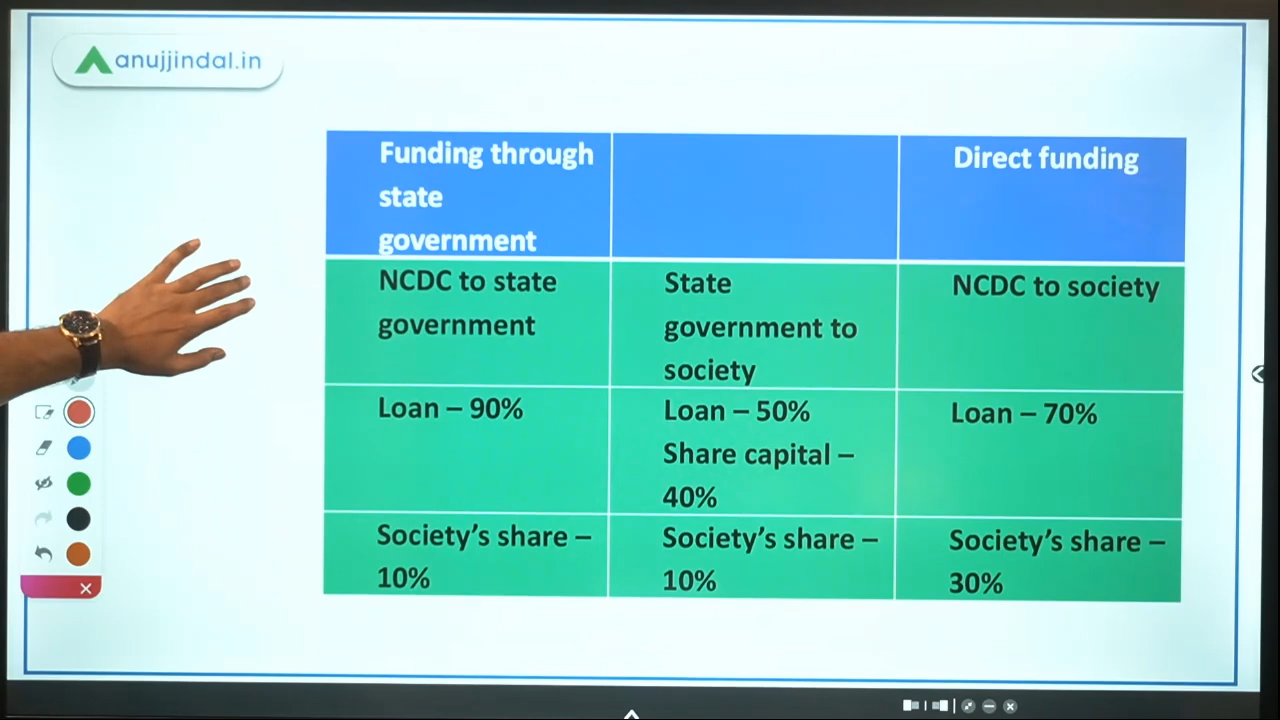 anujjindal.in
Funding through
state
government
Direct funding
NCDC to state
government
State
government to
society
NCDC to society
Loan – 90%
Loan – 50%
Share capital –
40%
Loan – 70%
Society's share –
10%
Society's share –
10%
Society's share –
30%